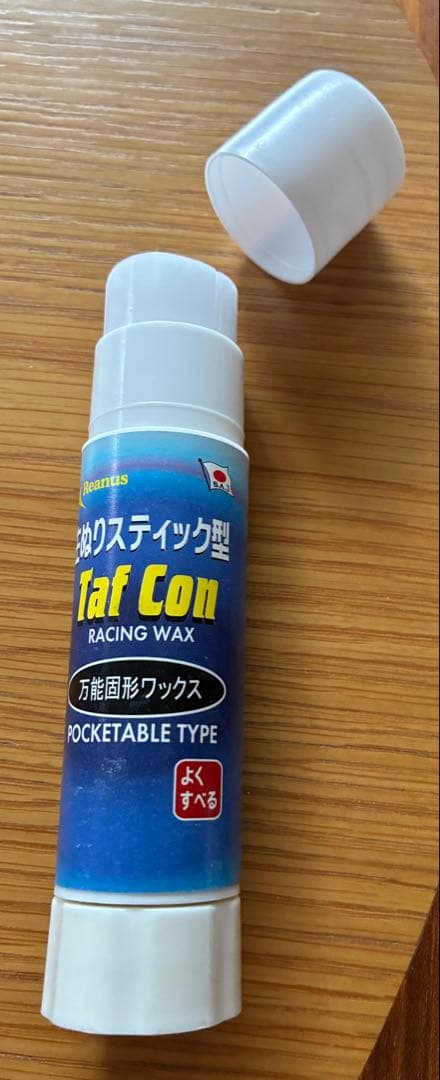 Reanus
S.A.J
生ぬりスティック型
Taf Con
RACING WAX
万能固形ワックス
POCKETABLE TYPE
よく
すべる